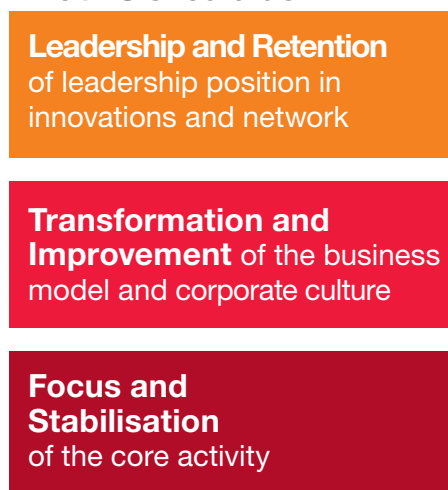 Leadership and Retention
of leadership position in
innovations and network
Transformation and
Improvement of the business
model and corporate culture
Focus and
Stabilisation
of the core activity